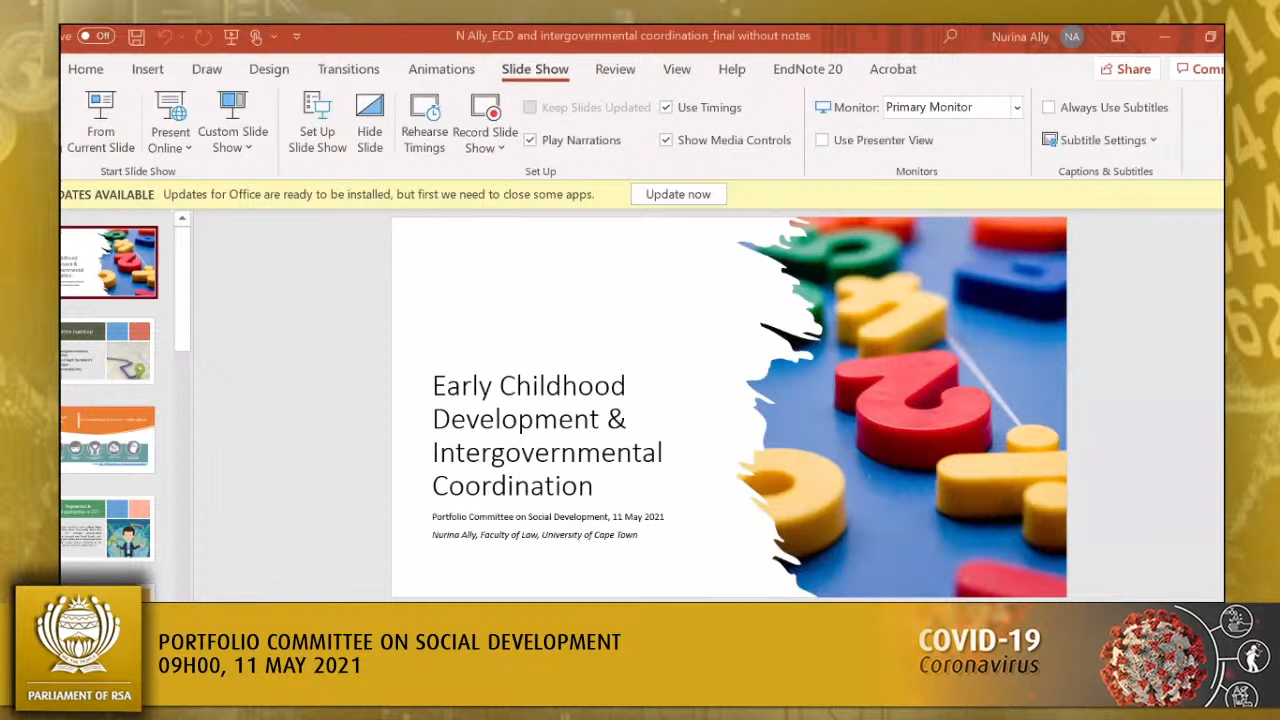 ve Off N Ally_ECD and intergovernmental coordination_final without notes Nurina Ally NA
Home Insert Draw Design Transitions Animations Slide Show Review View Help EndNote 20 Acrobat Share Comm
From Current Slide
Present Online
Custom Slide Show
Set Up Slide Show
Hide Slide
Rehearse Timings
Record Slide Show
Keep Slides Updated
Play Narrations
Use Timings
Show Media Controls
Monitor: Primary Monitor
Use Presenter View
Always Use Subtitles
Subtitle Settings
Start Slide Show Set Up Monitors Captions & Subtitles
DATES AVAILABLE Updates for Office are ready to be installed, but first we need to close some apps. Update now
Early Childhood
Development &
Intergovernmental
Coordination
Portfolio Committee on Social Development, 11 May 2021
Nurina Ally, Faculty of Law, University of Cape Town
PORTFOLIO COMMITTEE ON SOCIAL DEVELOPMENT
09H00, 11 MAY 2021
PARLIAMENT OF RSA
COVID-19
Coronavirus